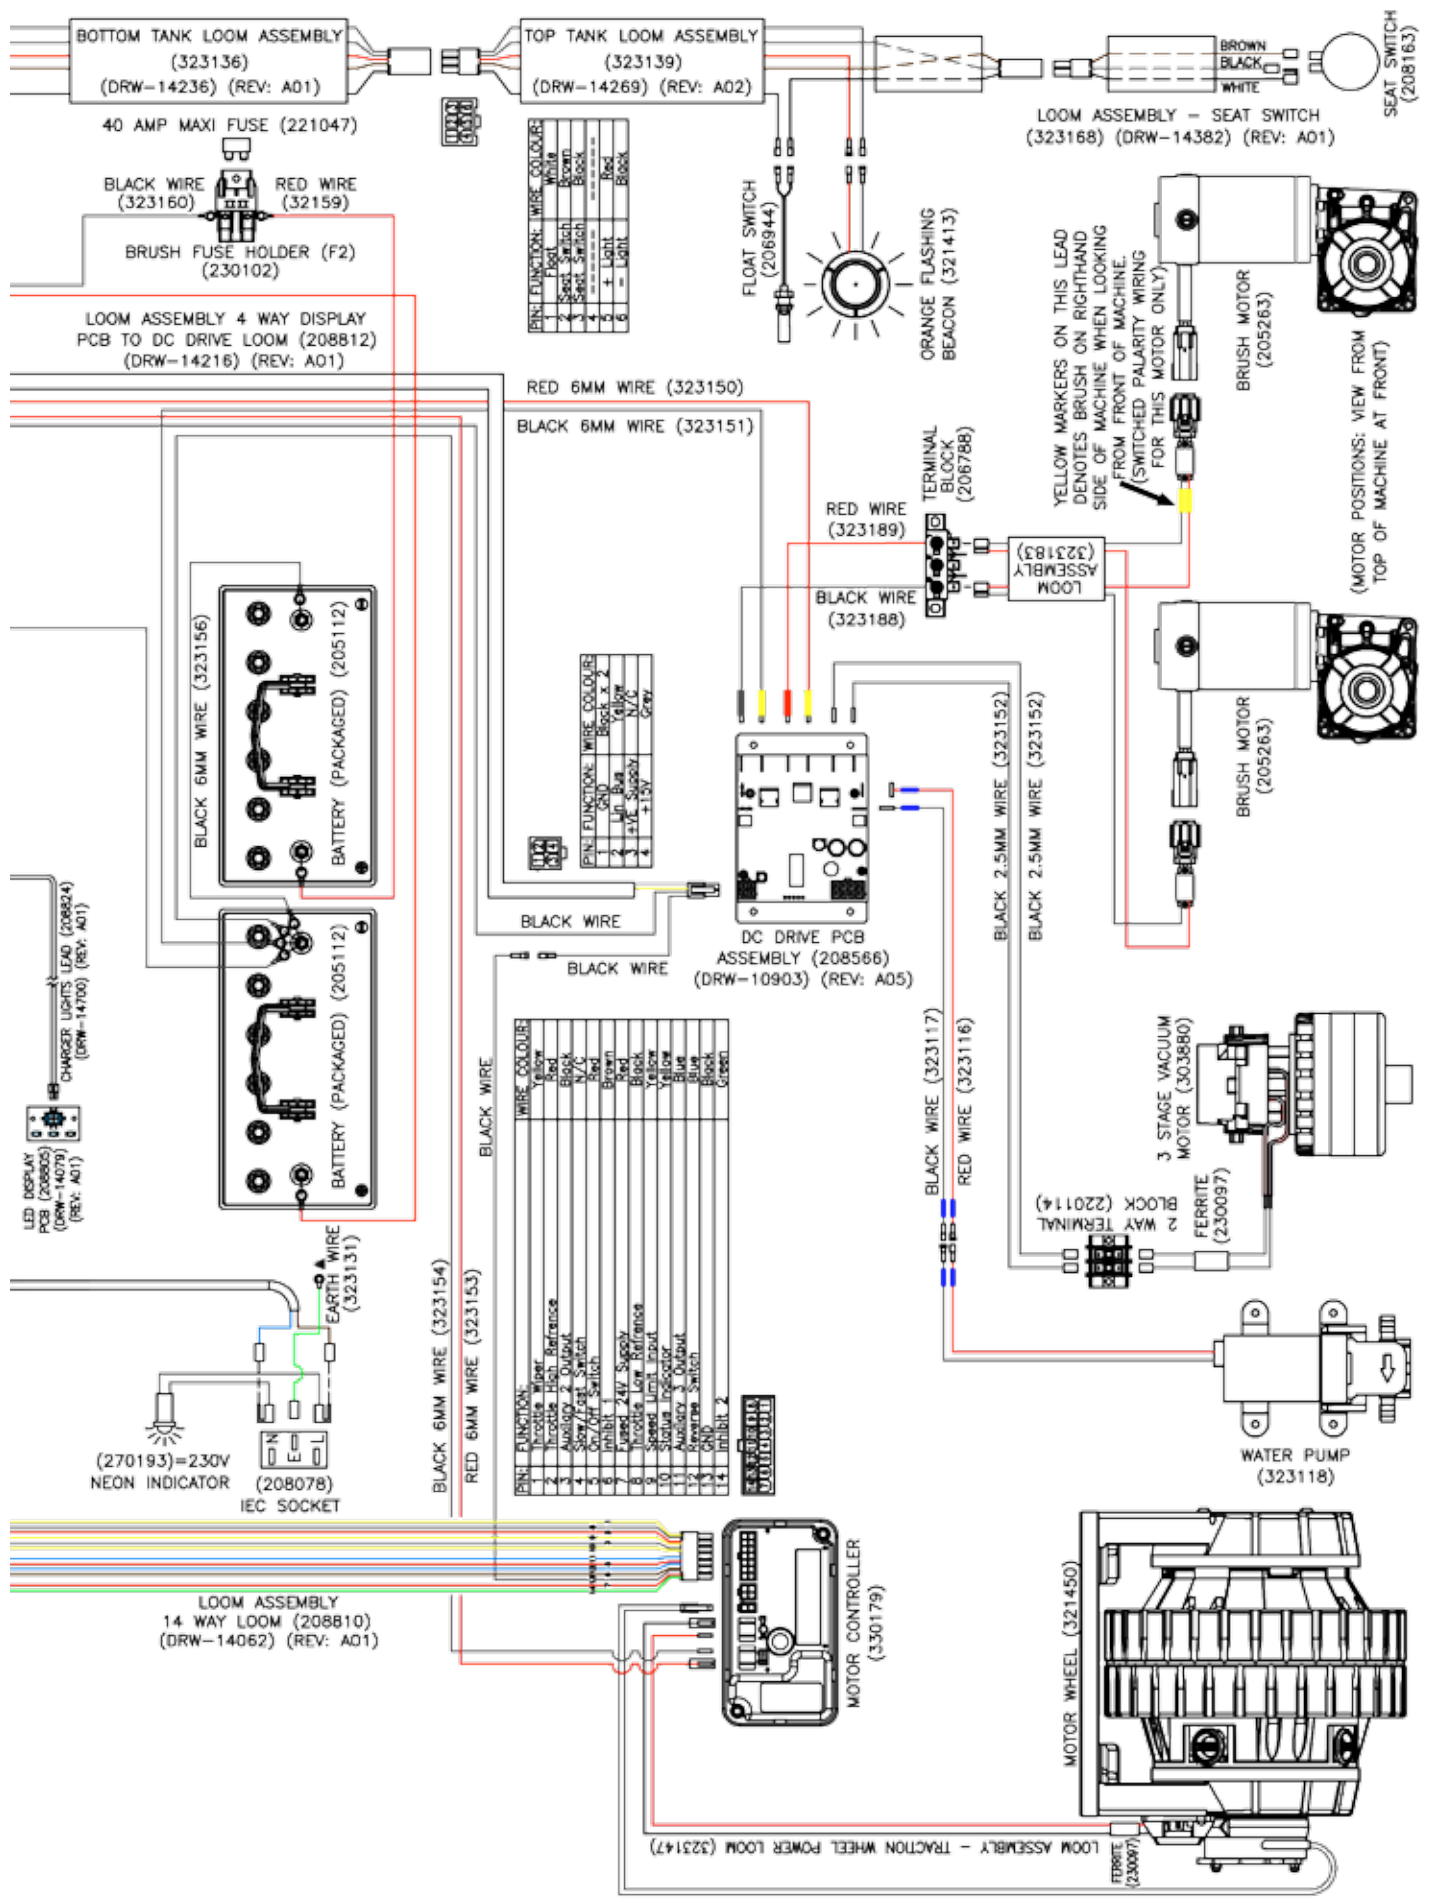 BOTTOM TANK LOOM ASSEMBLY
(323136)
(DRW-14236) (REV: A01)
TOP TANK LOOM ASSEMBLY
(323139)
(DRW-14269) (REV: A02)
BROWN
BLACK
WHITE
SEAT SWITCH
(208163)
LOOM ASSEMBLY - SEAT SWITCH
(323168) (DRW-14382) (REV: A01)
40 AMP MAXI FUSE (221047)
BLACK WIRE
(323160)
RED WIRE
(32159)
BRUSH FUSE HOLDER (F2)
(230102)
PIN: FUNCTION: WIRE COLOUR:
1 Float White
2 Seat Switch Brown
3 Seat Switch Black
4 -------- --------
5 + Light Red
6 - Light Black
FLOAT SWITCH
(206944)
ORANGE FLASHING
BEACON (321413)
YELLOW MARKERS ON THIS LEAD
DENOTES BRUSH ON RIGHTHAND
SIDE OF MACHINE WHEN LOOKING
FROM FRONT OF MACHINE.
(SWITCHED PALARITY WIRING
FOR THIS MOTOR ONLY)
BRUSH MOTOR
(205263)
(MOTOR POSITIONS: VIEW FROM
TOP OF MACHINE AT FRONT)
LOOM ASSEMBLY 4 WAY DISPLAY
PCB TO DC DRIVE LOOM (208812)
(DRW-14216) (REV: A01)
RED 6MM WIRE (323150)
BLACK 6MM WIRE (323151)
TERMINAL
BLOCK
(206788)
RED WIRE
(323189)
BLACK WIRE
(323188)
LOOM
ASSEMBLY
(323183)
BLACK 6MM WIRE (323156)
BATTERY (PACKAGED) (205112)
PIN: FUNCTION: WIRE COLOUR:
1 GND Black x 2
2 Lin Bus Yellow
3 +VE Supply N/C
4 +15V Grey
BRUSH MOTOR
(205263)
BLACK 2.5MM WIRE (323152)
BLACK 2.5MM WIRE (323152)
BLACK WIRE
BLACK WIRE
DC DRIVE PCB
ASSEMBLY (208566)
(DRW-10903) (REV: A05)
CHARGER LIGHTS LEAD (208824)
(DRW-14700) (REV: A01)
BATTERY (PACKAGED) (205112)
LED DISPLAY
PCB (208805)
(DRW-14079)
(REV: A01)
BLACK WIRE
PIN: FUNCTION: WIRE COLOUR:
1 Throttle Wiper Yellow
2 Throttle High Refrence Red
3 Auxilary 2 Output Black
4 Slow/Fast Switch N/C
5 On/Off Switch Red
6 Inhibit 1 Brown
7 Fused 24V Supply Red
8 Throttle Low Refrence Black
9 Speed Limit Input Yellow
10 Status Indicator Yellow
11 Auxilary 3 Output Blue
12 Reverse Switch Blue
13 GND Black
14 Inhibit 2 Green
BLACK WIRE (323117)
RED WIRE (323116)
3 STAGE VACUUM
MOTOR (303880)
2 WAY TERMINAL
BLOCK (220114)
FERRITE
(230097)
EARTH WIRE
(323131)
BLACK 6MM WIRE (323154)
RED 6MM WIRE (323153)
N
E
L
(270193)=230V
NEON INDICATOR
(208078)
IEC SOCKET
WATER PUMP
(323118)
LOOM ASSEMBLY
14 WAY LOOM (208810)
(DRW-14062) (REV: A01)
MOTOR CONTROLLER
(330179)
MOTOR WHEEL (321450)
LOOM ASSEMBLY - TRACTION WHEEL POWER LOOM (323147)
FERRITE
(230097)